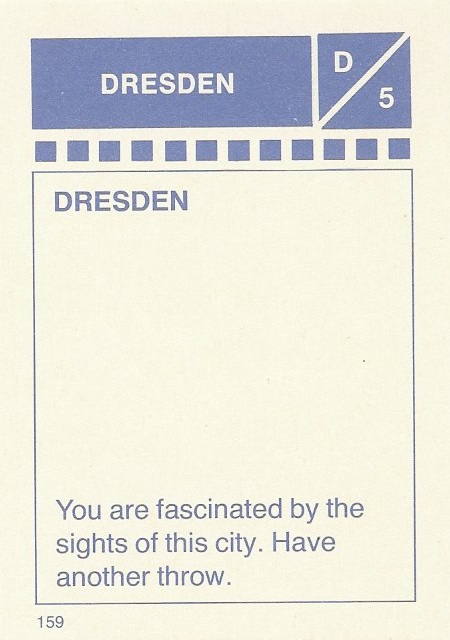 DRESDEN
D
5
DRESDEN
You are fascinated by the
sights of this city. Have
another throw.
159